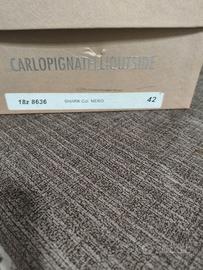 CARLOPIGNATELLIOUTSIDE
18z 8636 SHARK Col. NERO 42